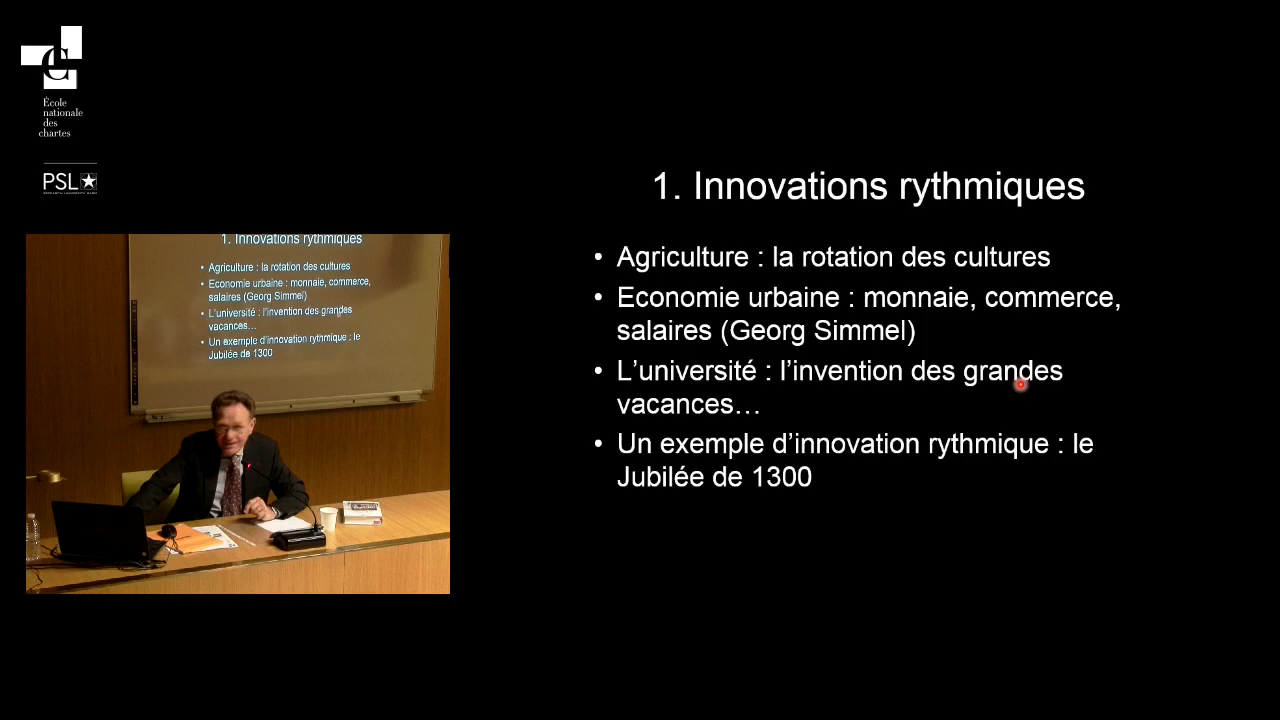 École
nationale
des
chartes
PSL
1. Innovations rythmiques
• Agriculture : la rotation des cultures
• Economie urbaine : monnaie, commerce,
salaires (Georg Simmel)
• L’université : l’invention des grandes
vacances…
• Un exemple d’innovation rythmique : le
Jubilée de 1300
1. Innovations rythmiques
• Agriculture : la rotation des cultures
• Economie urbaine : monnaie, commerce,
salaires (Georg Simmel)
• L’université : l’invention des grandes
vacances…
• Un exemple d’innovation rythmique : le
Jubilée de 1300